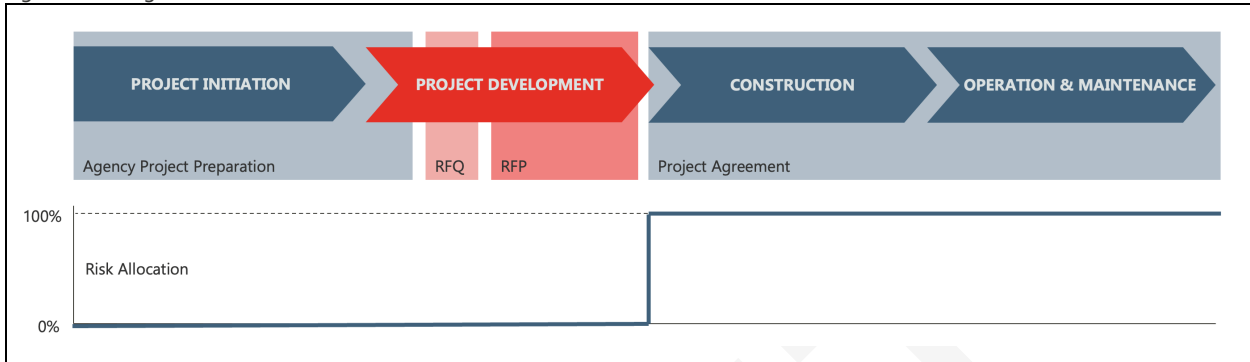 PROJECT INITIATION
PROJECT DEVELOPMENT
CONSTRUCTION
OPERATION & MAINTENANCE
Agency Project Preparation
RFQ
RFP
Project Agreement
100%
Risk Allocation
0%